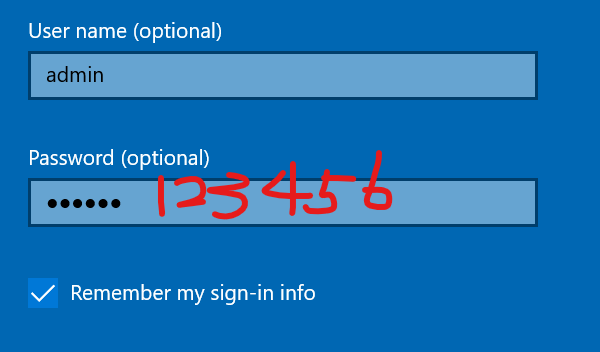 User name (optional)
admin
Password (optional)
•••••• 123456
Remember my sign-in info